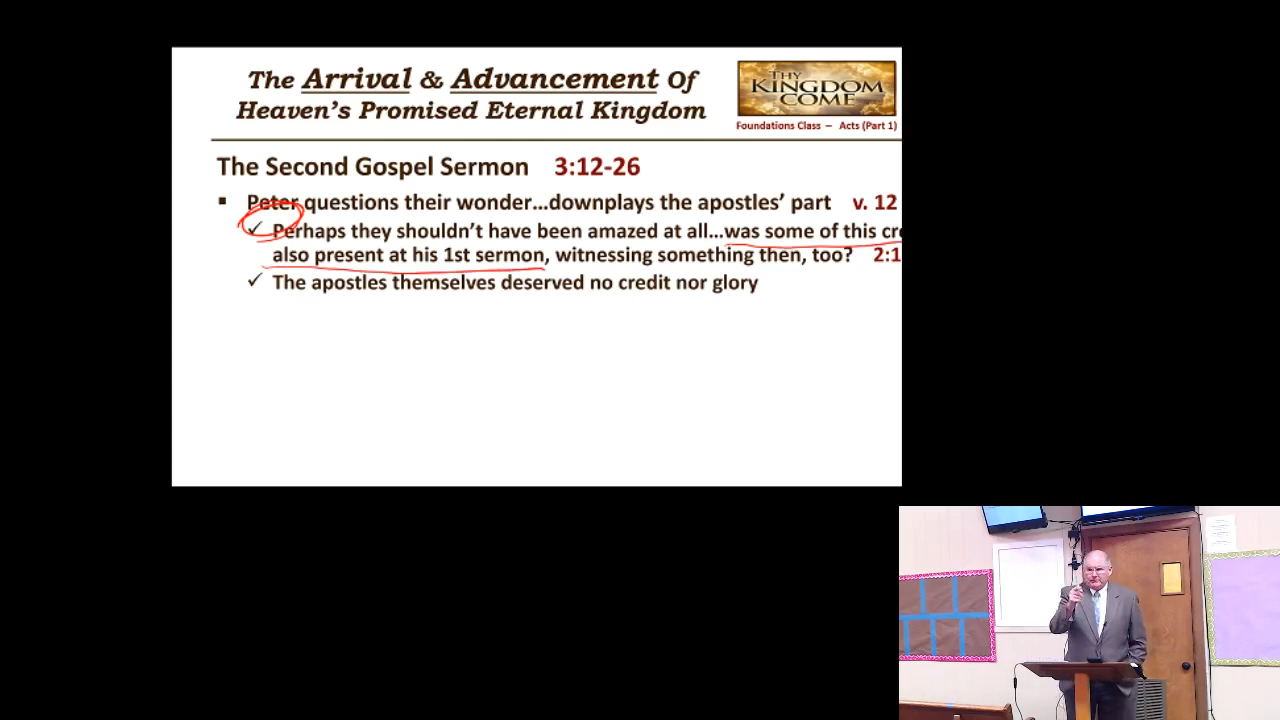 The Arrival & Advancement Of
Heaven's Promised Eternal Kingdom
THY
KINGDOM
COME
Foundations Class – Acts (Part 1)
The Second Gospel Sermon 3:12-26
▪ Peter questions their wonder…downplays the apostles' part v. 12
✓ Perhaps they shouldn't have been amazed at all…was some of this
also present at his 1st sermon, witnessing something then, too? 2:1
✓ The apostles themselves deserved no credit nor glory